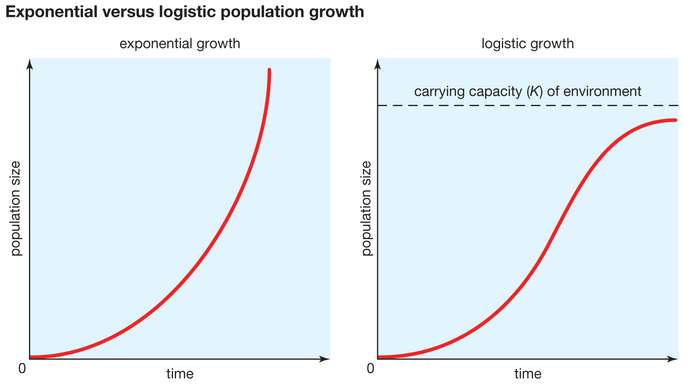 Exponential versus logistic population growth
exponential growth
population size
0
time
logistic growth
carrying capacity (K) of environment
population size
0
time